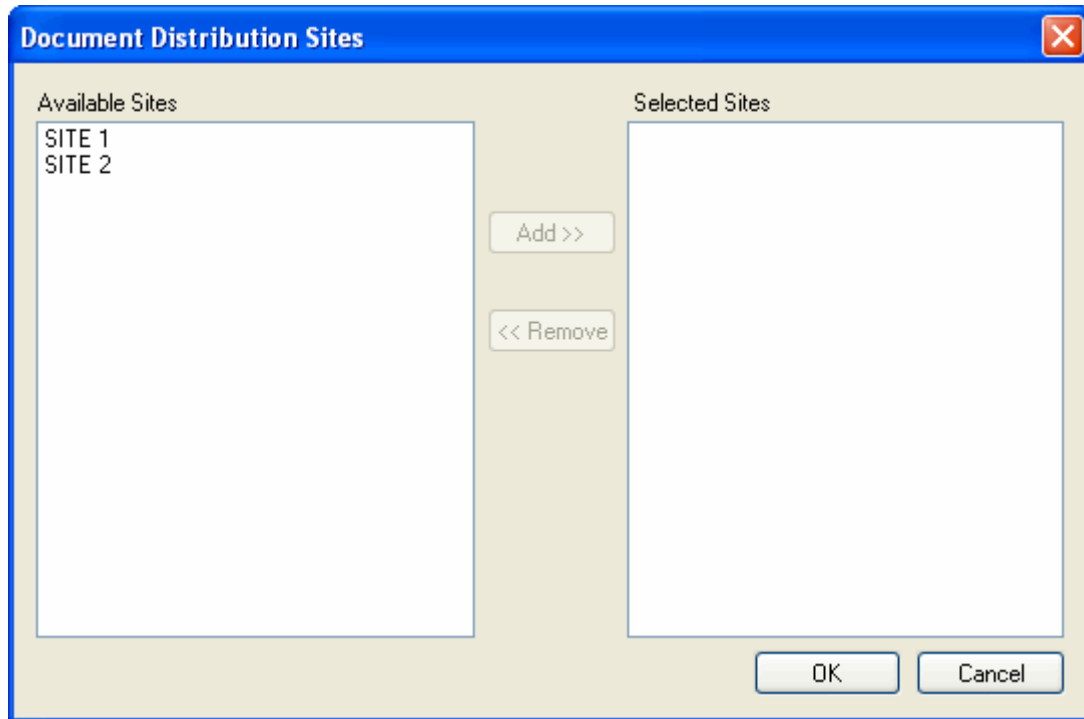 Document Distribution Sites
Available Sites
SITE 1
SITE 2
Add >>
<< Remove
Selected Sites
OK
Cancel